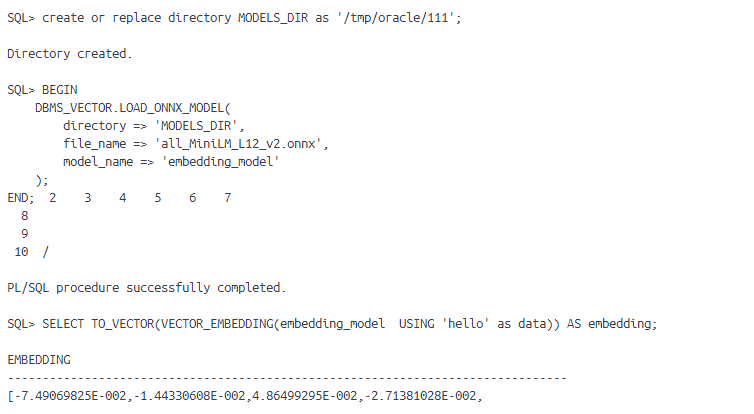 SQL> create or replace directory MODELS_DIR as '/tmp/oracle/111';
Directory created.
SQL> BEGIN
    DBMS_VECTOR.LOAD_ONNX_MODEL(
        directory => 'MODELS_DIR',
        file_name => 'all_MiniLM_L12_v2.onnx',
        model_name => 'embedding_model'
    );
END;  2    3    4    5    6    7
  8
  9
 10  /
PL/SQL procedure successfully completed.
SQL> SELECT TO_VECTOR(VECTOR_EMBEDDING(embedding_model  USING 'hello' as data)) AS embedding;
EMBEDDING
--------------------------------------------------------------------------------
[-7.49069825E-002,-1.44330608E-002,4.86499295E-002,-2.71381028E-002,